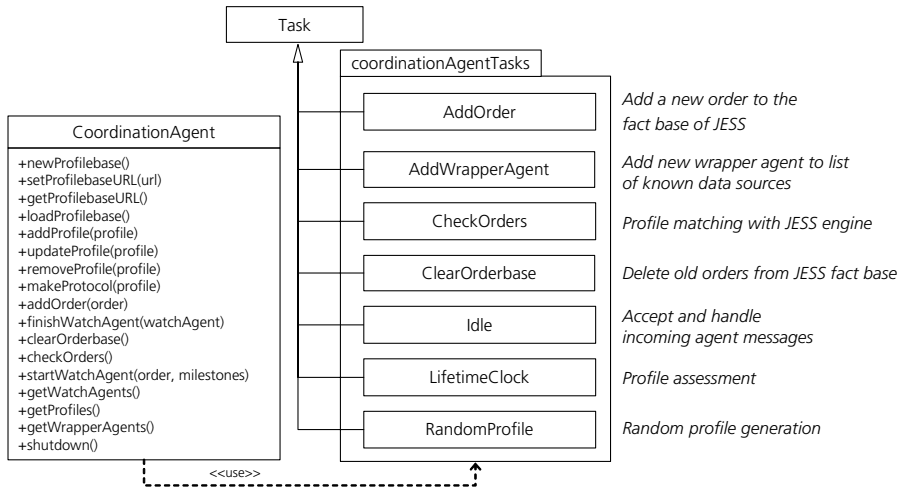 Task
coordinationAgentTasks
AddOrder
Add a new order to the
fact base of JESS
CoordinationAgent
+newProfilebase()
+setProfilebaseURL(url)
+getProfilebaseURL()
+loadProfilebase()
+addProfile(profile)
+updateProfile(profile)
+removeProfile(profile)
+makeProtocol(profile)
+addOrder(order)
+finishWatchAgent(watchAgent)
+clearOrderbase()
+checkOrders()
+startWatchAgent(order, milestones)
+getWatchAgents()
+getProfiles()
+getWrapperAgents()
+shutdown()
AddWrapperAgent
Add new wrapper agent to list
of known data sources
CheckOrders
Profile matching with JESS engine
ClearOrderbase
Delete old orders from JESS fact base
Idle
Accept and handle
incoming agent messages
LifetimeClock
Profile assessment
RandomProfile
Random profile generation
<<use>>